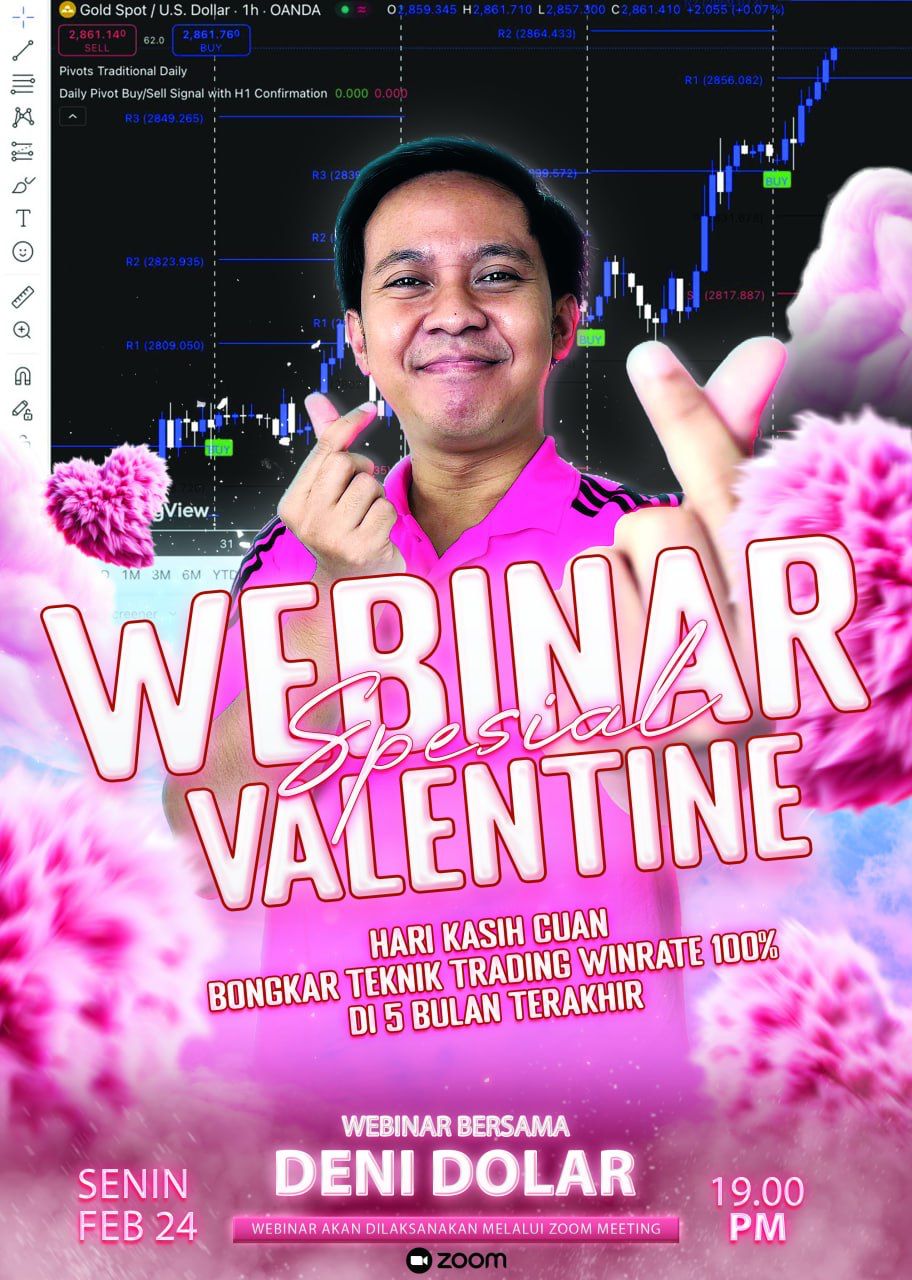 Gold Spot / U.S. Dollar · 1h · OANDA
O2,859.345 H2,861.710 L2,857.300 C2,861.410 +2.055 (+0.07%)
2,861.140 SELL
62.0
2,861.760 BUY
R2 (2864.433)
Pivots Traditional Daily
R1 (2856.082)
Daily Pivot Buy/Sell Signal with H1 Confirmation 0.000 0.000
R3 (2849.265)
BUY
R2 (2823.935)
(2817.887)
BUY
R1 (2809.050)
BUY
gView
31
1M 3M 6M YTD
WEBINAR
Spesial
VALENTINE
HARI KASIH CUAN
BONGKAR TEKNIK TRADING WINRATE 100%
DI 5 BULAN TERAKHIR
WEBINAR BERSAMA
DENI DOLAR
SENIN
FEB 24
19.00
PM
WEBINAR AKAN DILAKSANAKAN MELALUI ZOOM MEETING
zoom